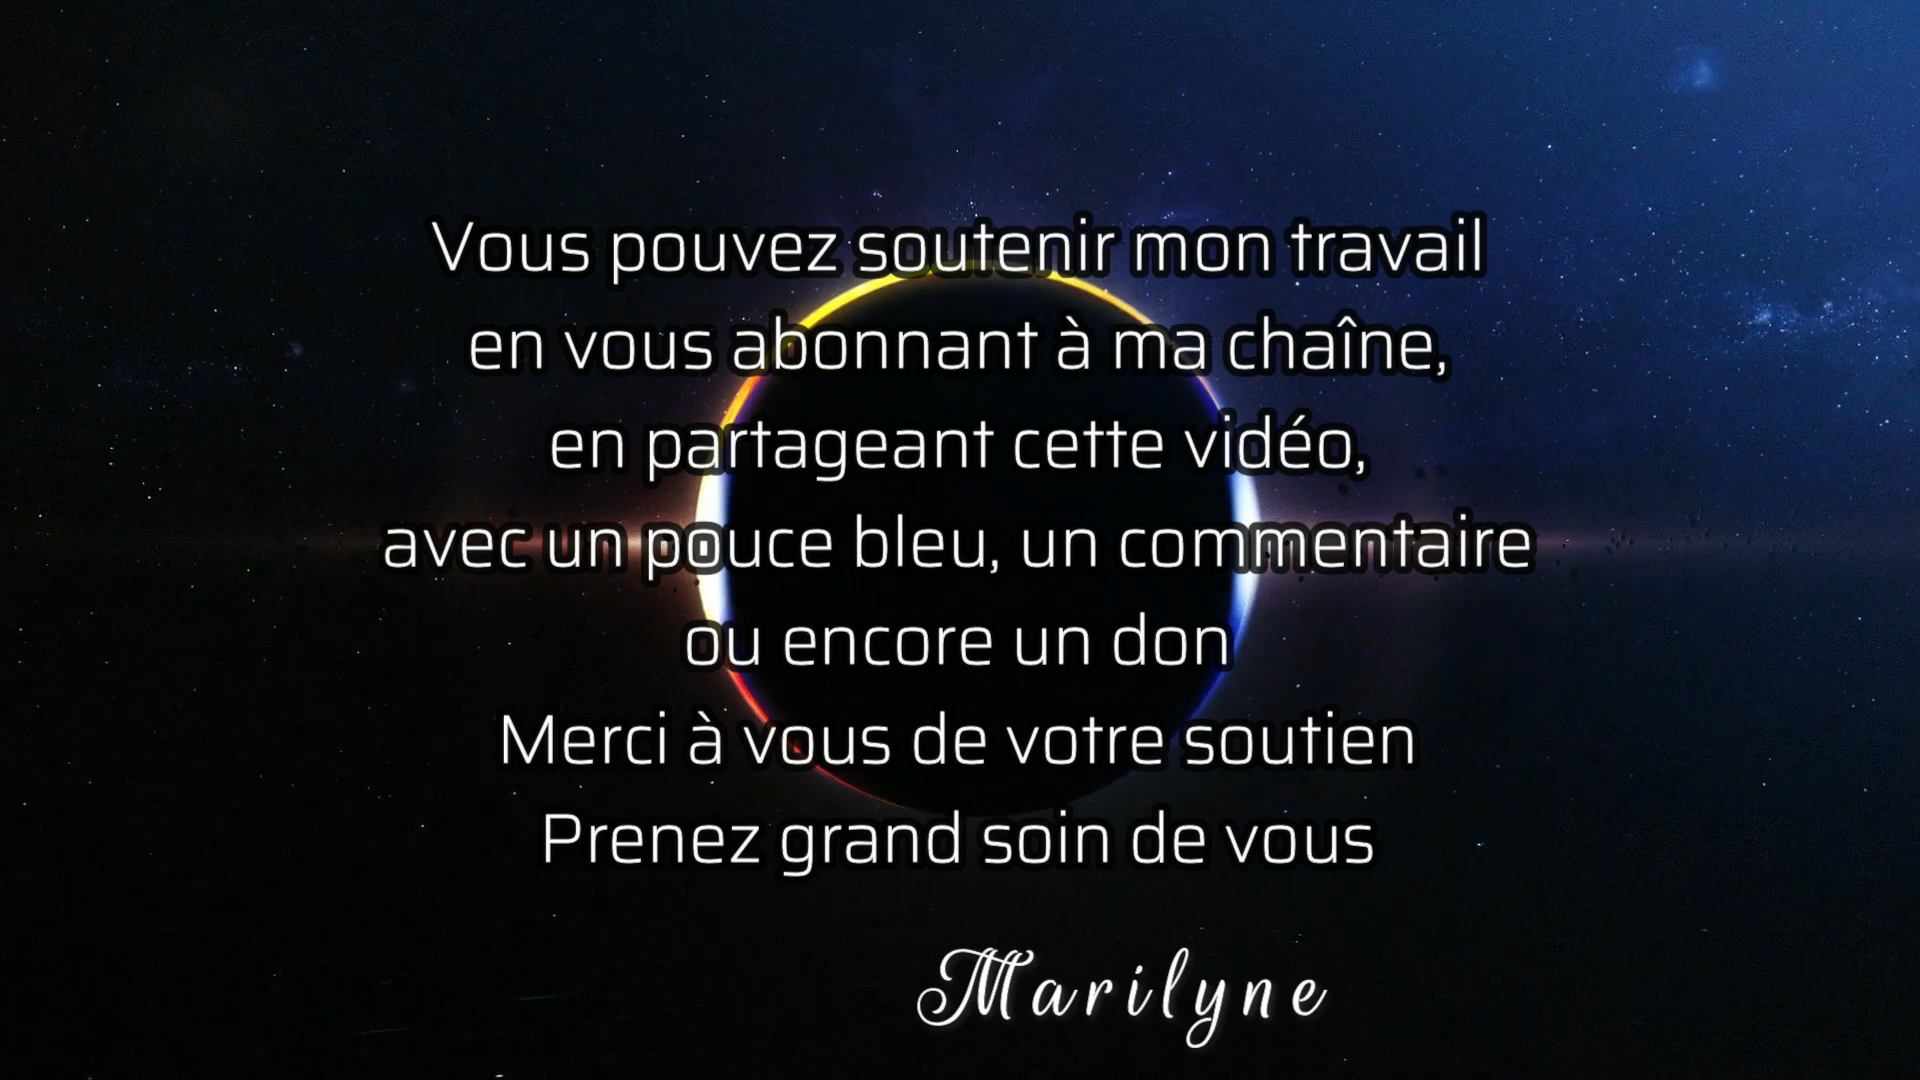 Vous pouvez soutenir mon travail
en vous abonnant à ma chaîne,
en partageant cette vidéo,
avec un pouce bleu, un commentaire
ou encore un don
Merci à vous de votre soutien
Prenez grand soin de vous
Marilyne